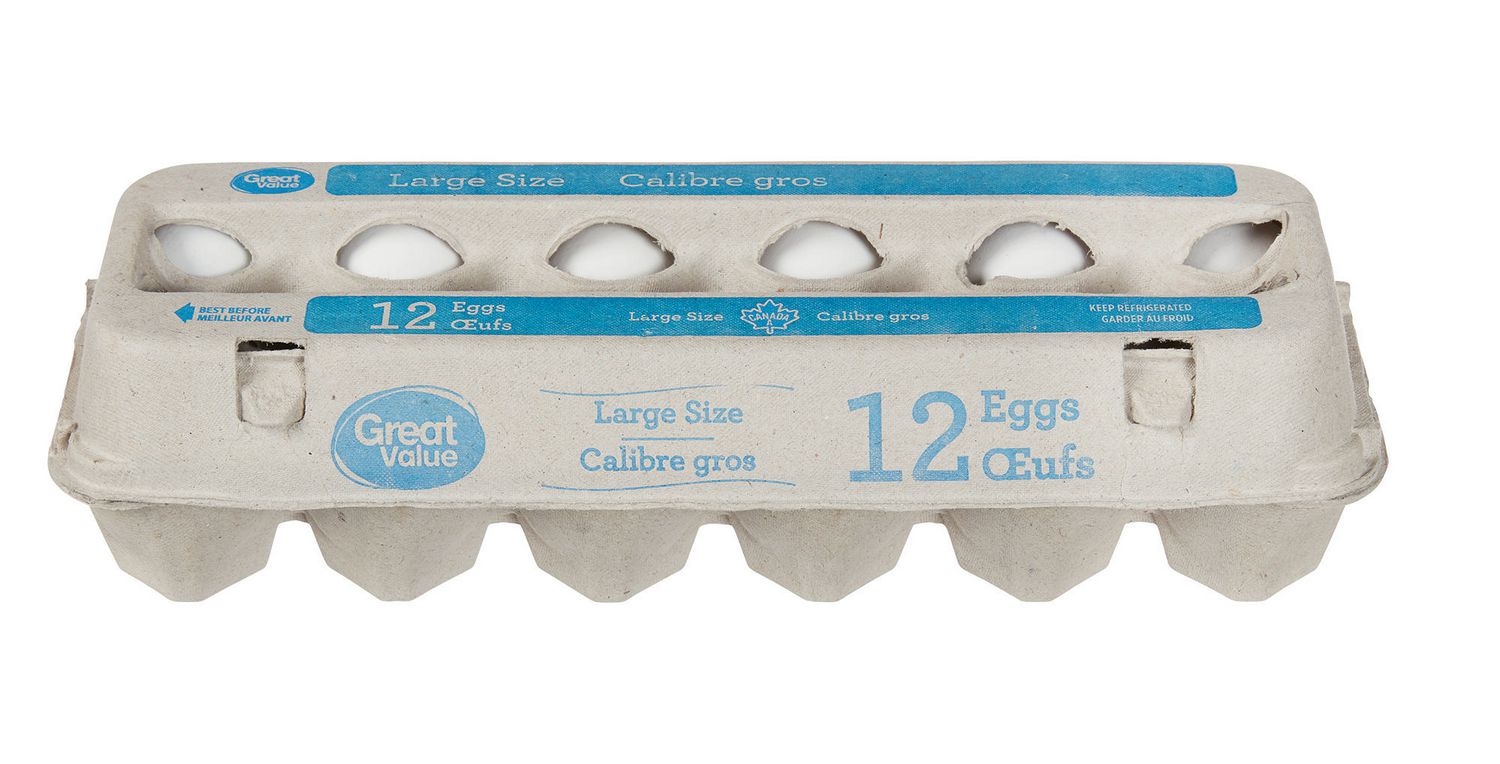 Great
Value
Large Size Calibre gros
BEST BEFORE
MEILLEUR AVANT
12 Eggs
Œufs
Large Size
CANADA
A
Calibre gros
KEEP REFRIGERATED
GARDER AU FROID
Great
Value
Large Size
Calibre gros
12 Eggs
Œufs